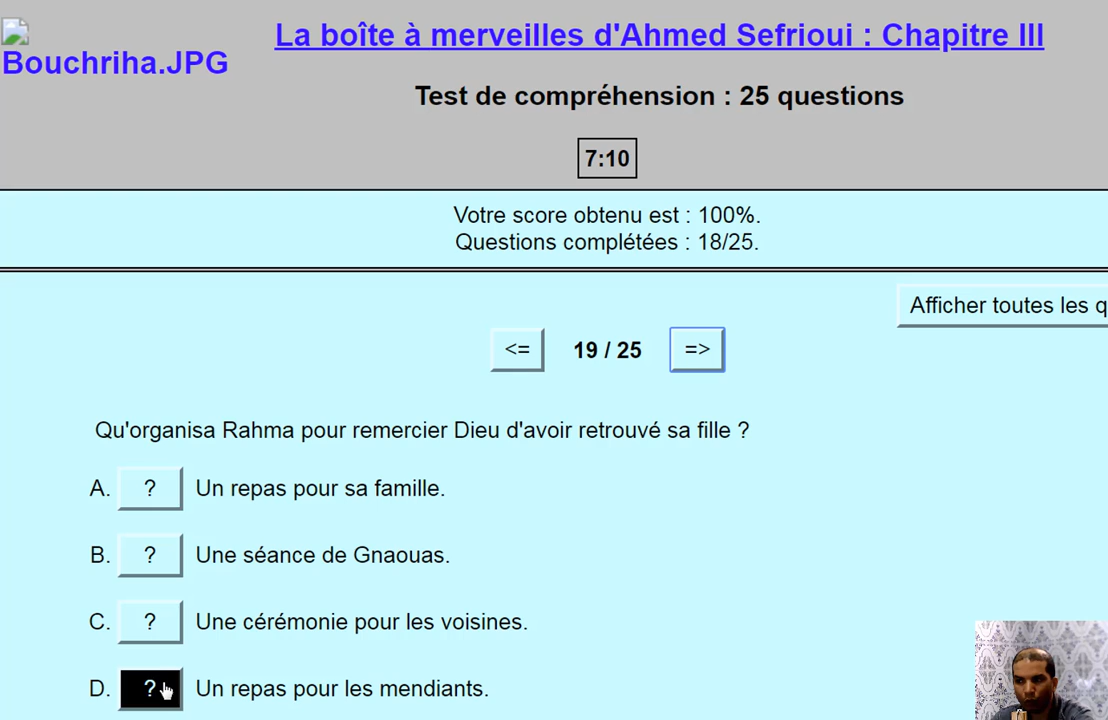 Bouchriha.JPG
La boîte à merveilles d'Ahmed Sefrioui : Chapitre III
Test de compréhension : 25 questions
7:10
Votre score obtenu est : 100%.
Questions complétées : 18/25.
Afficher toutes les q
<= 19 / 25 =>
Qu'organisa Rahma pour remercier Dieu d'avoir retrouvé sa fille ?
A. ? Un repas pour sa famille.
B. ? Une séance de Gnaouas.
C. ? Une cérémonie pour les voisines.
D. ? Un repas pour les mendiants.